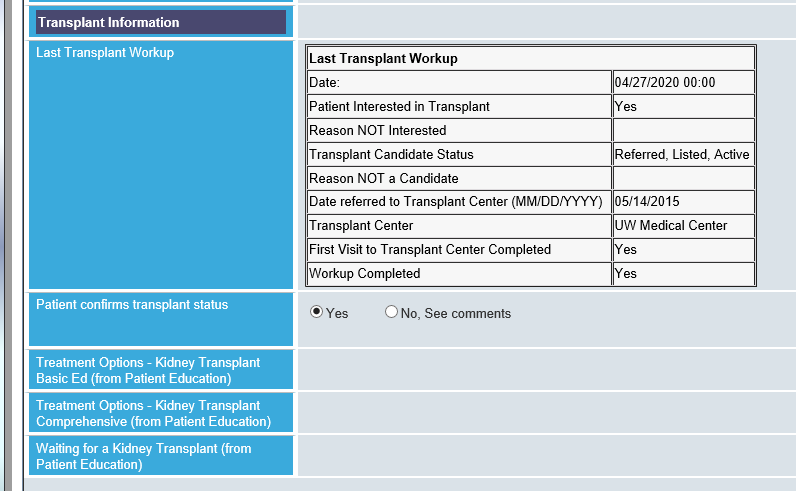 Transplant Information
Last Transplant Workup
Last Transplant Workup
Date: 04/27/2020 00:00
Patient Interested in Transplant Yes
Reason NOT Interested
Transplant Candidate Status Referred, Listed, Active
Reason NOT a Candidate
Date referred to Transplant Center (MM/DD/YYYY) 05/14/2015
Transplant Center UW Medical Center
First Visit to Transplant Center Completed Yes
Workup Completed Yes
Patient confirms transplant status
Yes No, See comments
Treatment Options - Kidney Transplant
Basic Ed (from Patient Education)
Treatment Options - Kidney Transplant
Comprehensive (from Patient Education)
Waiting for a Kidney Transplant (from
Patient Education)